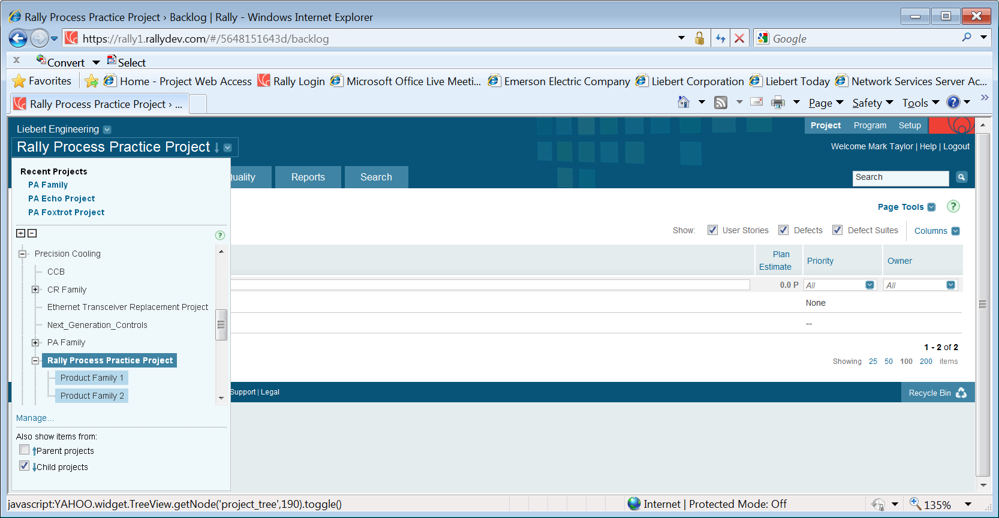 Rally Process Practice Project › Backlog | Rally - Windows Internet Explorer
https://rally1.rallydev.com/#/5648151643d/backlog
Google
x Convert Select
Favorites Home - Project Web Access Rally Login Microsoft Office Live Meeti... Emerson Electric Company Liebert Corporation Liebert Today Network Services Server Ac...
Rally Process Practice Project › ... Page Safety Tools
Liebert Engineering
Project Program Setup
Rally Process Practice Project
Welcome Mark Taylor | Help | Logout
Recent Projects
PA Family
PA Echo Project
PA Foxtrot Project
uality Reports Search
Search
Page Tools ?
Show: User Stories Defects Defect Suites Columns
?
Precision Cooling
CCB
CR Family
Ethernet Transceiver Replacement Project
Next_Generation_Controls
PA Family
Rally Process Practice Project
Product Family 1
Product Family 2
Manage...
Also show items from:
Parent projects
Child projects
Plan
Estimate Priority Owner
0.0 P All All
None
--
1 - 2 of 2
Showing 25 50 100 200 items
Support | Legal
Recycle Bin
javascript:YAHOO.widget.TreeView.getNode('project_tree',190).toggle()
Internet | Protected Mode: Off
135%